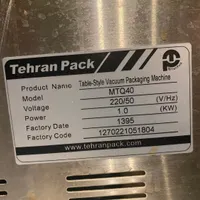 Tehran Pack
Product Name Table-Style Vacuum Packaging Machine
Model MTQ40
Voltage 220/50 (V/Hz)
Power 1.0 (KW)
Factory Date 1395
Factory Code 1270221051804
www.tehranpack.com